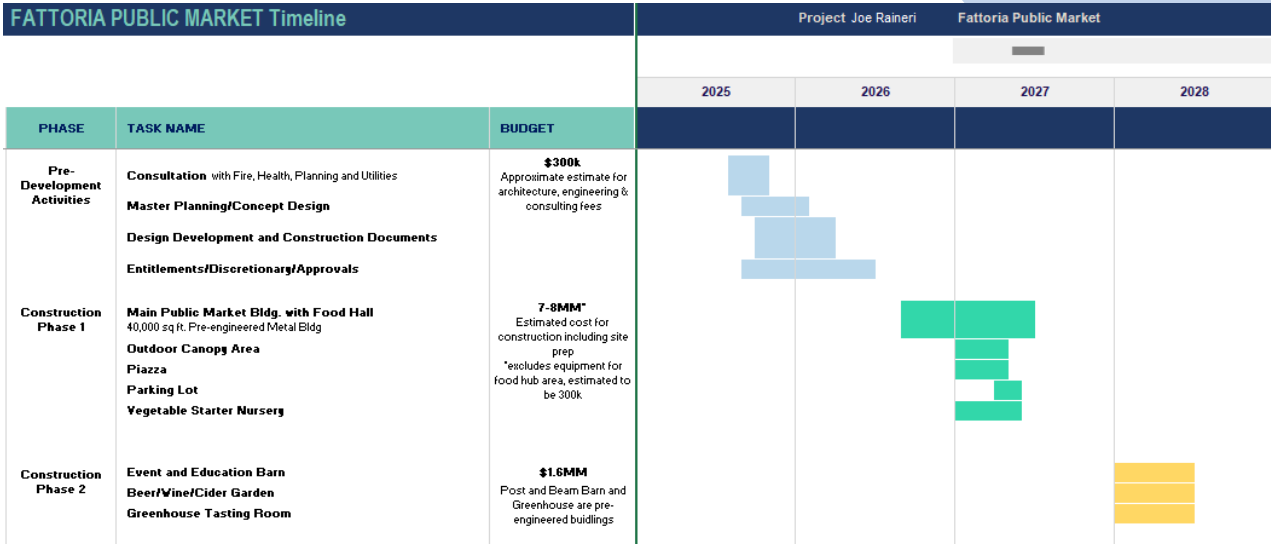 FATTORIA PUBLIC MARKET Timeline
Project Joe Raineri
Fattoria Public Market
2025
2026
2027
2028
PHASE
TASK NAME
BUDGET
Pre-
Development
Activities
Consultation with Fire, Health, Planning and Utilities
Master Planning/Concept Design
Design Development and Construction Documents
Entitlements/Discretionary/Approvals
$300k
Approximate estimate for
architecture, engineering &
consulting fees
Construction
Phase 1
Main Public Market Bldg. with Food Hall
40,000 sq ft. Pre-engineered Metal Bldg
Outdoor Canopy Area
Piazza
Parking Lot
Vegetable Starter Nursery
7-8MM*
Estimated cost for
construction including site
prep
*excludes equipment for
food hub area, estimated to
be 300k
Construction
Phase 2
Event and Education Barn
Beer/Wine/Cider Garden
Greenhouse Tasting Room
$1.6MM
Post and Beam Barn and
Greenhouse are pre-
engineered buidlings